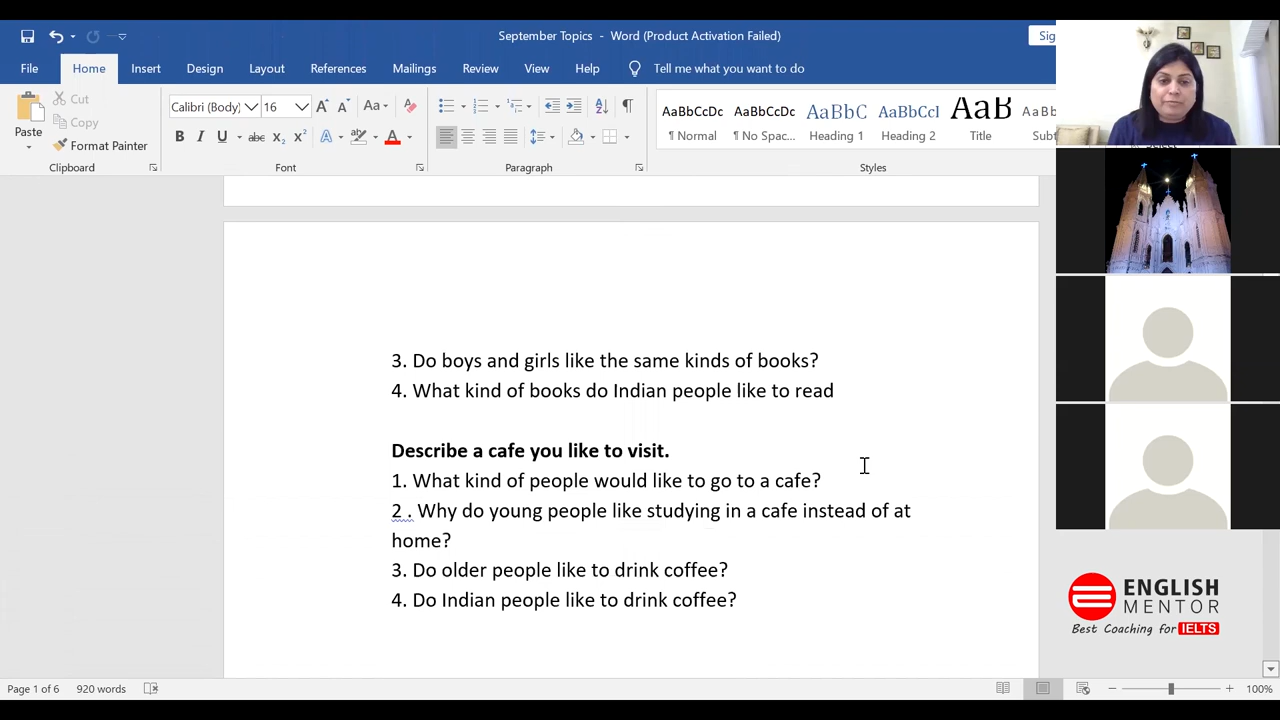 September Topics - Word (Product Activation Failed)
Sig
File Home Insert Design Layout References Mailings Review View Help Tell me what you want to do
Paste
Cut
Copy
Format Painter
Clipboard
Calibri (Body) 16
Font
Paragraph
AaBbCcDc AaBbCcDc AaBbC AaBbCcI AaB AaBbC
¶ Normal ¶ No Spac... Heading 1 Heading 2 Title Subt
Styles
3. Do boys and girls like the same kinds of books?
4. What kind of books do Indian people like to read
Describe a cafe you like to visit.
1. What kind of people would like to go to a cafe?
2 . Why do young people like studying in a cafe instead of at
home?
3. Do older people like to drink coffee?
4. Do Indian people like to drink coffee?
ENGLISH
MENTOR
Best Coaching for IELTS
Page 1 of 6 920 words 100%